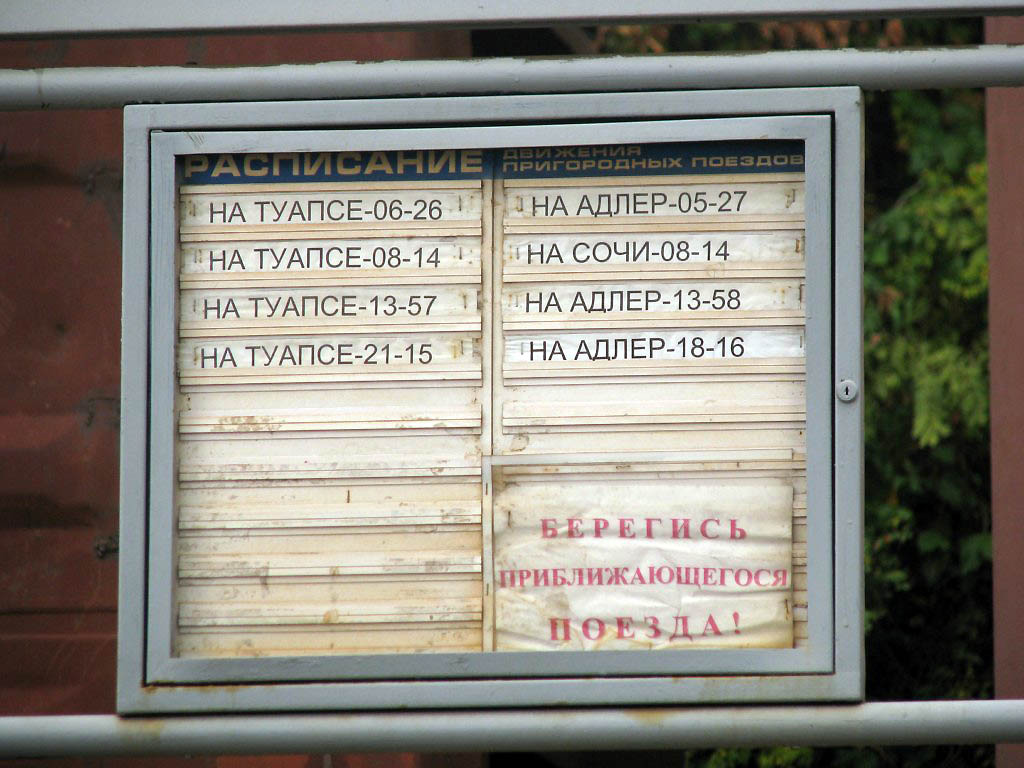 РАСПИСАНИЕ
ДВИЖЕНИЯ
ПРИГОРОДНЫХ ПОЕЗДОВ
НА ТУАПСЕ-06-26
НА ТУАПСЕ-08-14
НА ТУАПСЕ-13-57
НА ТУАПСЕ-21-15
НА АДЛЕР-05-27
НА СОЧИ-08-14
НА АДЛЕР-13-58
НА АДЛЕР-18-16
БЕРЕГИСЬ
ПРИБЛИЖАЮЩЕГОСЯ
ПОЕЗДА!